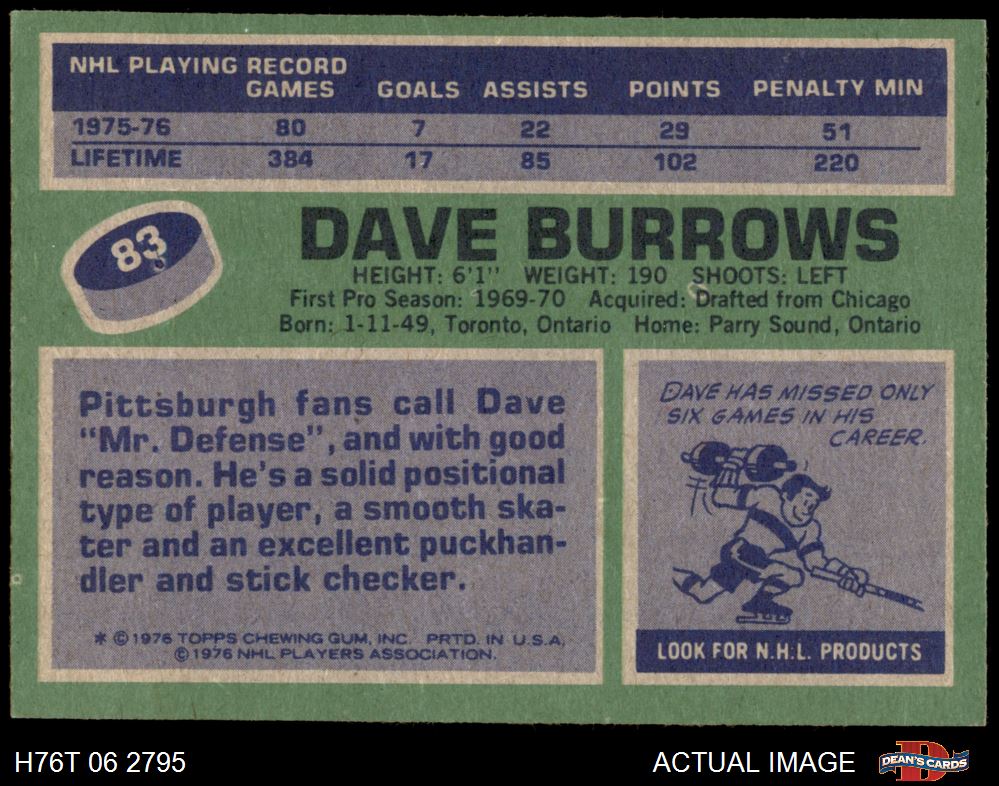 NHL PLAYING RECORD
GAMES GOALS ASSISTS POINTS PENALTY MIN
1975-76 80 7 22 29 51
LIFETIME 384 17 85 102 220
83
DAVE BURROWS
HEIGHT: 6'1" WEIGHT: 190 SHOOTS: LEFT
First Pro Season: 1969-70 Acquired: Drafted from Chicago
Born: 1-11-49, Toronto, Ontario Home: Parry Sound, Ontario
Pittsburgh fans call Dave
"Mr. Defense", and with good
reason. He's a solid positional
type of player, a smooth ska-
ter and an excellent puckhan-
dler and stick checker.
* © 1976 TOPPS CHEWING GUM, INC. PRTD. IN U.S.A.
© 1976 NHL PLAYERS ASSOCIATION.
DAVE HAS MISSED ONLY
SIX GAMES IN HIS
CAREER.
LOOK FOR N.H.L. PRODUCTS
H76T 06 2795
ACTUAL IMAGE
D
DEAN'S CARDS